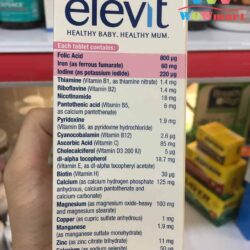 elevit
HEALTHY BABY. HEALTHY MUM.
Each tablet contains:
Folic Acid 800 µg
Iron (as ferrous fumarate) 60 mg
Iodine (as potassium iodide) 220 µg
Thiamine (Vitamin B1, as thiamine nitrate) 1.4 mg
Riboflavine (Vitamin B2) 1.4 mg
Nicotinamide 18 mg
Pantothenic acid (Vitamin B5, 6 mg
as calcium pantothenate)
Pyridoxine 1.9 mg
(Vitamin B6, as pyridoxine hydrochloride)
Cyanocobalamin (Vitamin B12) 2.6 µg
Ascorbic Acid (Vitamin C) 85 mg
Cholecalciferol (Vitamin D3 200 IU) 5 µg
dl-alpha tocopherol 18.7 mg
(Vitamin E, as dl-alpha tocopheryl acetate)
Biotin (Vitamin H) 30 µg
Calcium (as calcium hydrogen phosphate 125 mg
anhydrous, calcium pantothenate and
calcium carbonate)
Magnesium (as magnesium oxide-heavy 100 mg
and magnesium stearate)
Copper (as cupric sulfate anhydrous) 1 mg
Manganese 1.9 mg
(as manganese sulfate monohydrate)
Zinc (as zinc sulfate trihydrate) 11 mg